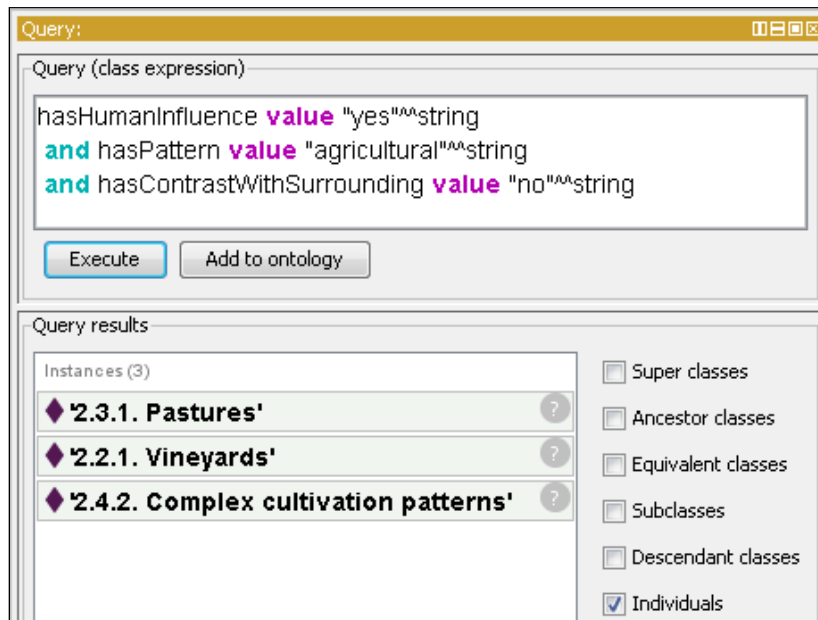 Query:
Query (class expression)
hasHumanInfluence value "yes"^^string
and hasPattern value "agricultural"^^string
and hasContrastWithSurrounding value "no"^^string
Execute
Add to ontology
Query results
Instances (3)
'2.3.1. Pastures'
?
'2.2.1. Vineyards'
?
'2.4.2. Complex cultivation patterns'
?
Super classes
Ancestor classes
Equivalent classes
Subclasses
Descendant classes
Individuals